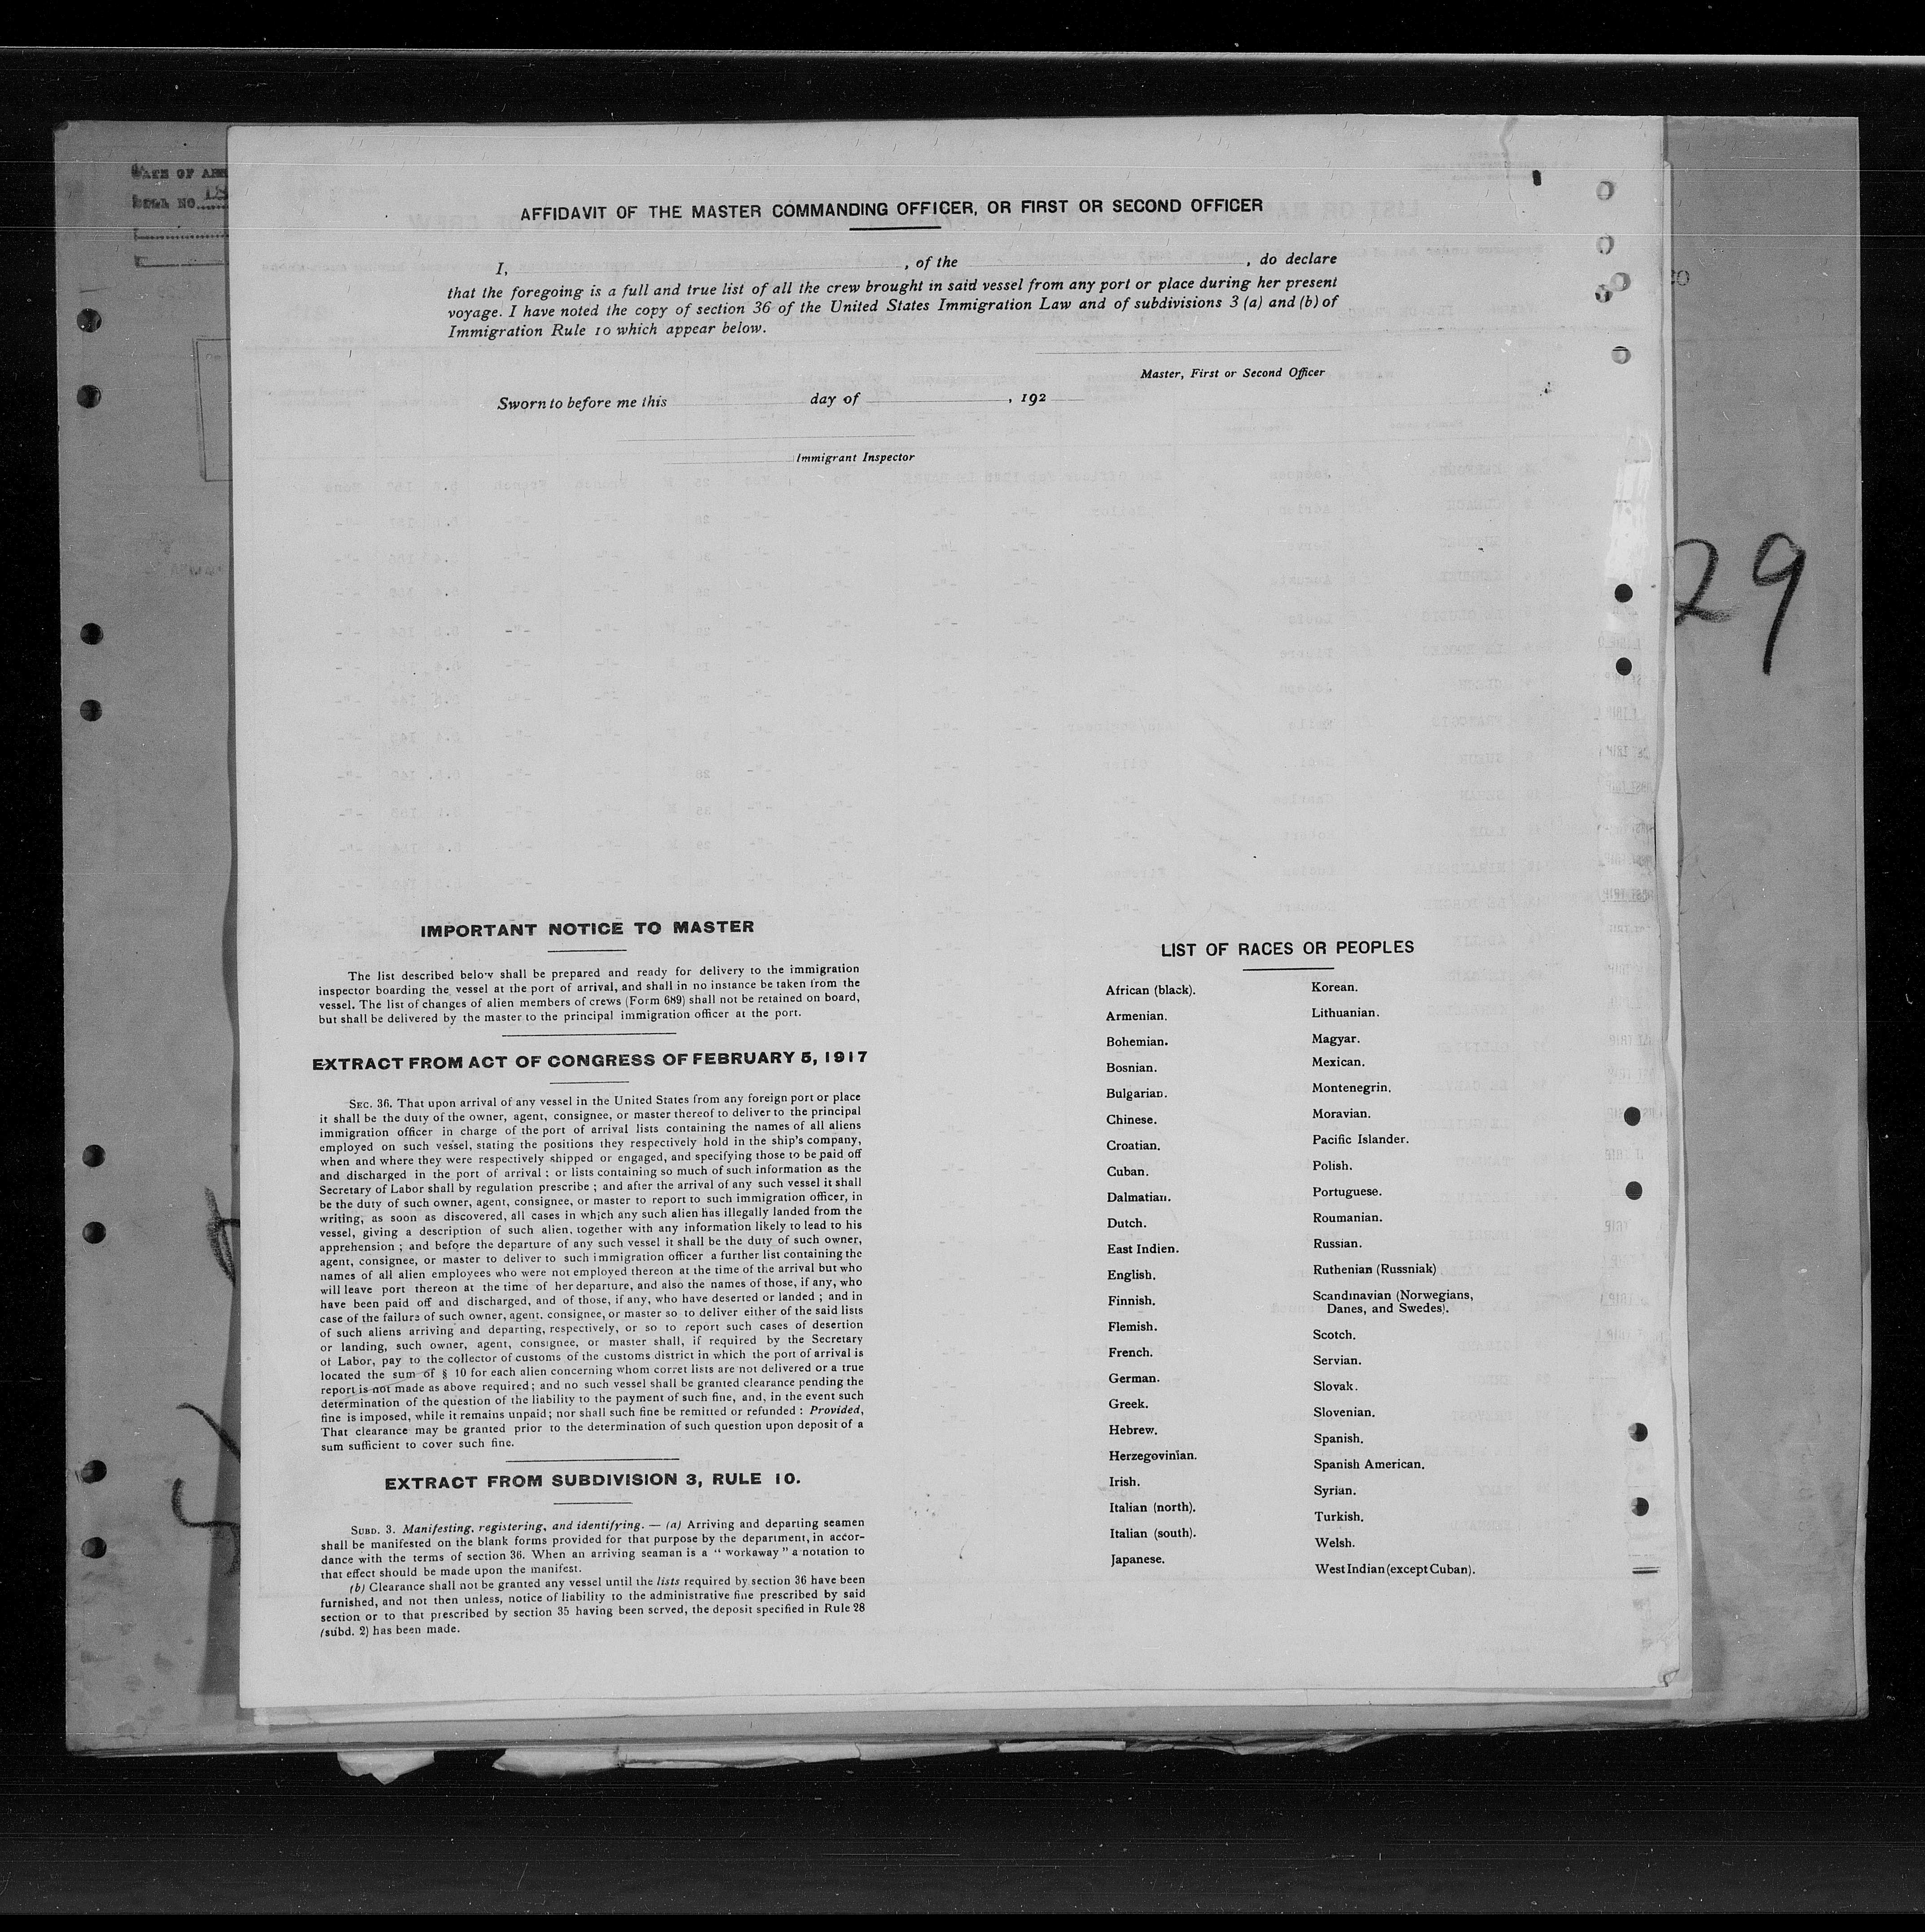 AFFIDAVIT OF THE MASTER COMMANDING OFFICER, OR FIRST OR SECOND OFFICER
I, , of the , do declare
that the foregoing is a full and true list of all the crew brought in said vessel from any port or place during her present
voyage. I have noted the copy of section 36 of the United States Immigration Law and of subdivisions 3 (a) and (b) of
Immigration Rule 10 which appear below.
Master, First or Second Officer
Sworn to before me this day of , 192
Immigrant Inspector
29
IMPORTANT NOTICE TO MASTER
The list described below shall be prepared and ready for delivery to the immigration
inspector boarding the vessel at the port of arrival, and shall in no instance be taken from the
vessel. The list of changes of alien members of crews (Form 689) shall not be retained on board,
but shall be delivered by the master to the principal immigration officer at the port.
EXTRACT FROM ACT OF CONGRESS OF FEBRUARY 5, 1917
SEC. 36. That upon arrival of any vessel in the United States from any foreign port or place
it shall be the duty of the owner, agent, consignee, or master thereof to deliver to the principal
immigration officer in charge of the port of arrival lists containing the names of all aliens
employed on such vessel, stating the positions they respectively hold in the ship's company,
when and where they were respectively shipped or engaged, and specifying those to be paid off
and discharged in the port of arrival ; or lists containing so much of such information as the
Secretary of Labor shall by regulation prescribe ; and after the arrival of any such vessel it shall
be the duty of such owner, agent, consignee, or master to report to such immigration officer, in
writing, as soon as discovered, all cases in which any such alien has illegally landed from the
vessel, giving a description of such alien, together with any information likely to lead to his
apprehension ; and before the departure of any such vessel it shall be the duty of such owner,
agent, consignee, or master to deliver to such immigration officer a further list containing the
names of all alien employees who were not employed thereon at the time of the arrival but who
will leave port thereon at the time of her departure, and also the names of those, if any, who
have been paid off and discharged, and of those, if any, who have deserted or landed ; and in
case of the failure of such owner, agent. consignee, or master so to deliver either of the said lists
of such aliens arriving and departing, respectively, or so to report such cases of desertion
or landing, such owner, agent, consignee, or master shall, if required by the Secretary
of Labor, pay to the collector of customs of the customs district in which the port of arrival is
located the sum of § 10 for each alien concerning whom corret lists are not delivered or a true
report is not made as above required ; and no such vessel shall be granted clearance pending the
determination of the question of the liability to the payment of such fine, and, in the event such
fine is imposed, while it remains unpaid ; nor shall such fine be remitted or refunded : Provided,
That clearance may be granted prior to the determination of such question upon deposit of a
sum sufficient to cover such fine.
EXTRACT FROM SUBDIVISION 3, RULE 10.
SUBD. 3. Manifesting, registering, and identifying. — (a) Arriving and departing seamen
shall be manifested on the blank forms provided for that purpose by the department, in accor-
dance with the terms of section 36. When an arriving seaman is a " workaway " a notation to
that effect should be made upon the manifest.
(b) Clearance shall not be granted any vessel until the lists required by section 36 have been
furnished, and not then unless, notice of liability to the administrative fine prescribed by said
section or to that prescribed by section 35 having been served, the deposit specified in Rule 28
(subd. 2) has been made.
LIST OF RACES OR PEOPLES
African (black).
Armenian.
Bohemian.
Bosnian.
Bulgarian.
Chinese.
Croatian.
Cuban.
Dalmatian.
Dutch.
East Indien.
English.
Finnish.
Flemish.
French.
German.
Greek.
Hebrew.
Herzegovinian.
Irish.
Italian (north).
Italian (south).
Japanese.
Korean.
Lithuanian.
Magyar.
Mexican.
Montenegrin.
Moravian.
Pacific Islander.
Polish.
Portuguese.
Roumanian.
Russian.
Ruthenian (Russniak)
Scandinavian (Norwegians,
Danes, and Swedes).
Scotch.
Servian.
Slovak.
Slovenian.
Spanish.
Spanish American.
Syrian.
Turkish.
Welsh.
West Indian (except Cuban).